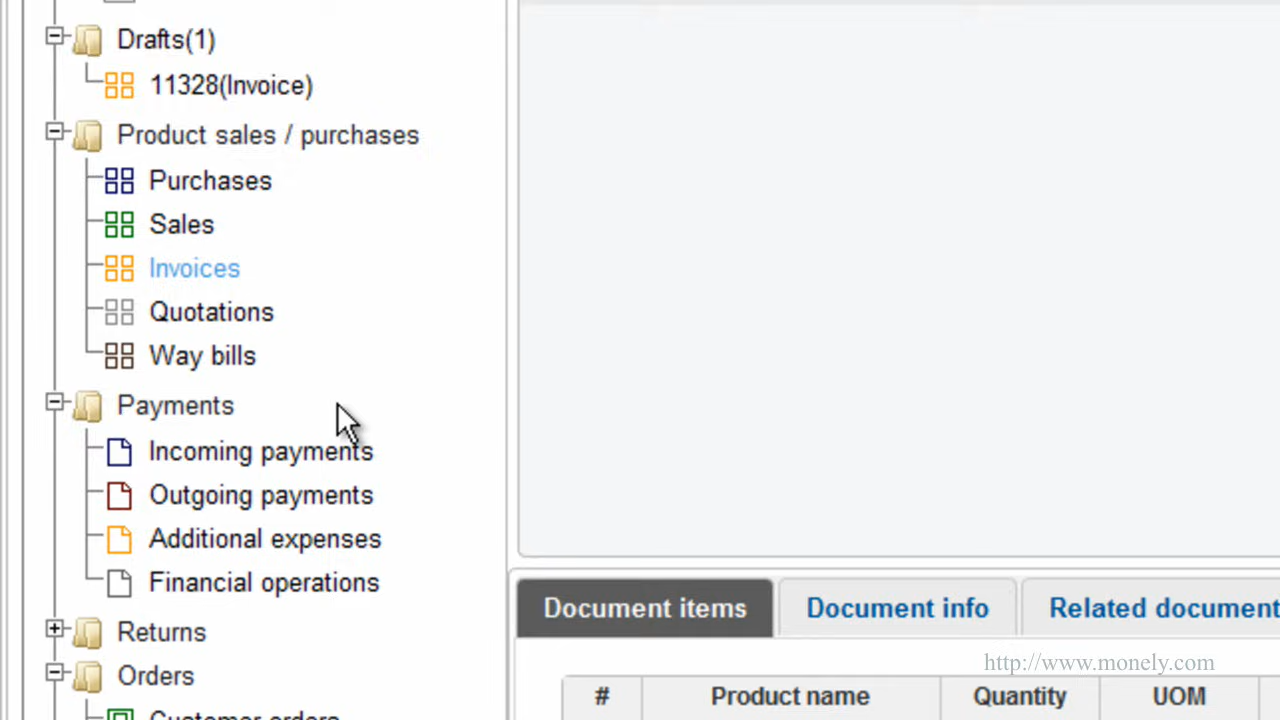 Drafts(1)
11328(Invoice)
Product sales / purchases
Purchases
Sales
Invoices
Quotations
Way bills
Payments
Incoming payments
Outgoing payments
Additional expenses
Financial operations
Returns
Orders
Customer orders
Document items
Document info
Related document
http://www.monely.com
#
Product name
Quantity
UOM